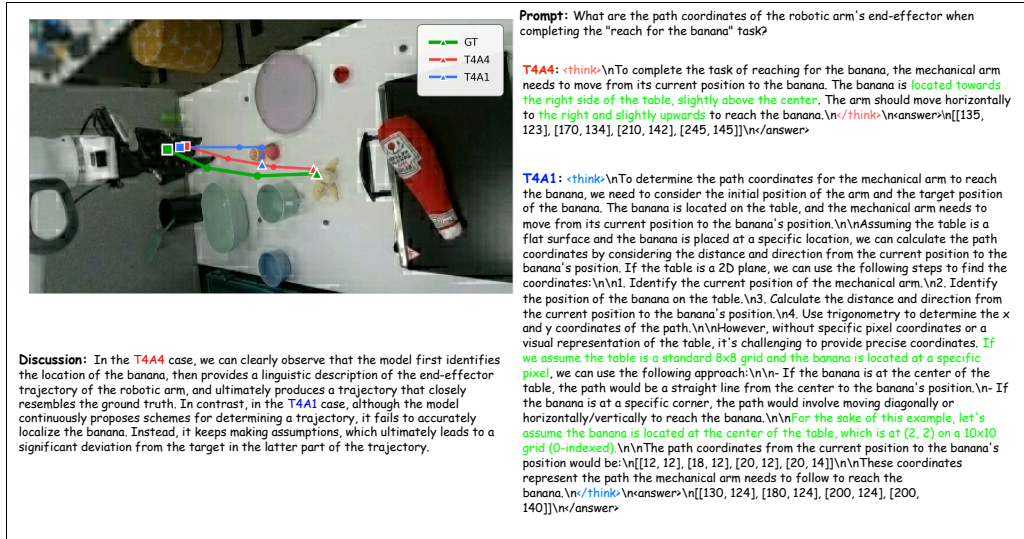 GT
T4A4
T4A1
Discussion: In the T4A4 case, we can clearly observe that the model first identifies
the location of the banana, then provides a linguistic description of the end-effector
trajectory of the robotic arm, and ultimately produces a trajectory that closely
resembles the ground truth. In contrast, in the T4A1 case, although the model
continuously proposes schemes for determining a trajectory, it fails to accurately
localize the banana. Instead, it keeps making assumptions, which ultimately leads to a
significant deviation from the target in the latter part of the trajectory.
Prompt: What are the path coordinates of the robotic arm's end-effector when
completing the "reach for the banana" task?
T4A4: <think>\nTo complete the task of reaching for the banana, the mechanical arm
needs to move from its current position to the banana. The banana is located towards
the right side of the table, slightly above the center. The arm should move horizontally
to the right and slightly upwards to reach the banana.\n</think>\n<answer>\n[[135,
123], [170, 134], [210, 142], [245, 145]]\n</answer>
T4A1: <think>\nTo determine the path coordinates for the mechanical arm to reach
the banana, we need to consider the initial position of the arm and the target position
of the banana. The banana is located on the table, and the mechanical arm needs to
move from its current position to the banana's position.\n\nAssuming the table is a
flat surface and the banana is placed at a specific location, we can calculate the path
coordinates by considering the distance and direction from the current position to the
banana's position. If the table is a 2D plane, we can use the following steps to find the
coordinates:\n\n1. Identify the current position of the mechanical arm.\n2. Identify
the position of the banana on the table.\n3. Calculate the distance and direction from
the current position to the banana's position.\n4. Use trigonometry to determine the x
and y coordinates of the path.\n\nHowever, without specific pixel coordinates or a
visual representation of the table, it's challenging to provide precise coordinates. If
we assume the table is a standard 8x8 grid and the banana is located at a specific
pixel, we can use the following approach:\n\n- If the banana is at the center of the
table, the path would be a straight line from the center to the banana's position.\n- If
the banana is at a specific corner, the path would involve moving diagonally or
horizontally/vertically to reach the banana.\n\nFor the sake of this example, let's
assume the banana is located at the center of the table, which is at (2, 2) on a 10x10
grid (0-indexed).\n\nThe path coordinates from the current position to the banana's
position would be:\n[[12, 12], [18, 12], [20, 12], [20, 14]]\n\nThese coordinates
represent the path the mechanical arm needs to follow to reach the
banana.\n</think>\n<answer>\n[[130, 124], [180, 124], [200, 124], [200,
140]]\n</answer>